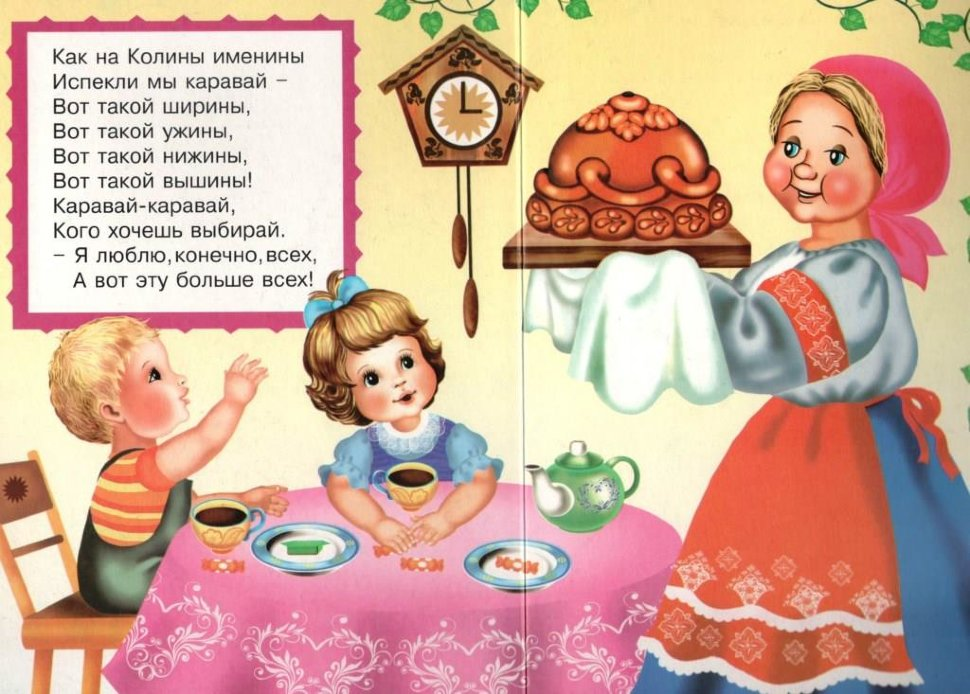 Как на Колины именины
Испекли мы каравай –
Вот такой ширины,
Вот такой ужины,
Вот такой нижины,
Вот такой вышины!
Каравай-каравай,
Кого хочешь выбирай.
– Я люблю, конечно, всех,
А вот эту больше всех!